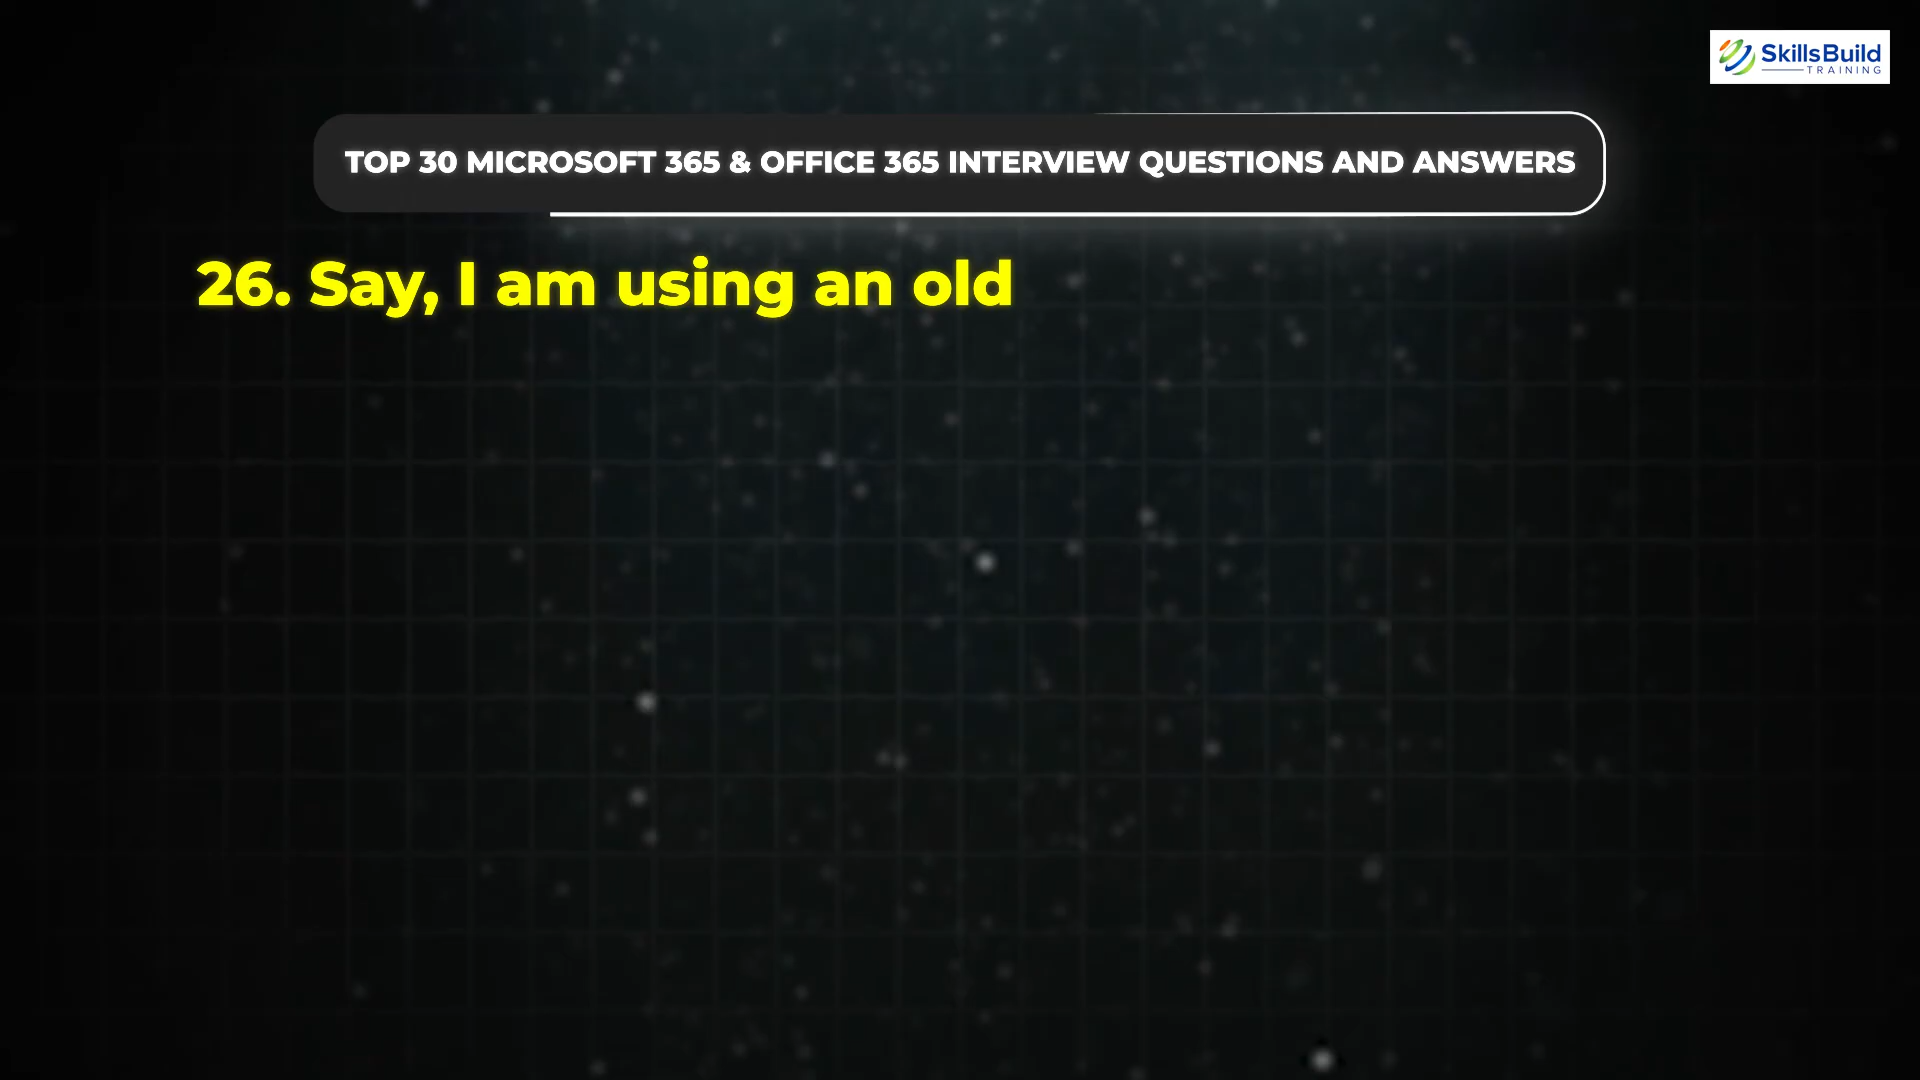 SkillsBuild
TRAINING
TOP 30 MICROSOFT 365 & OFFICE 365 INTERVIEW QUESTIONS AND ANSWERS
26. Say, I am using an old